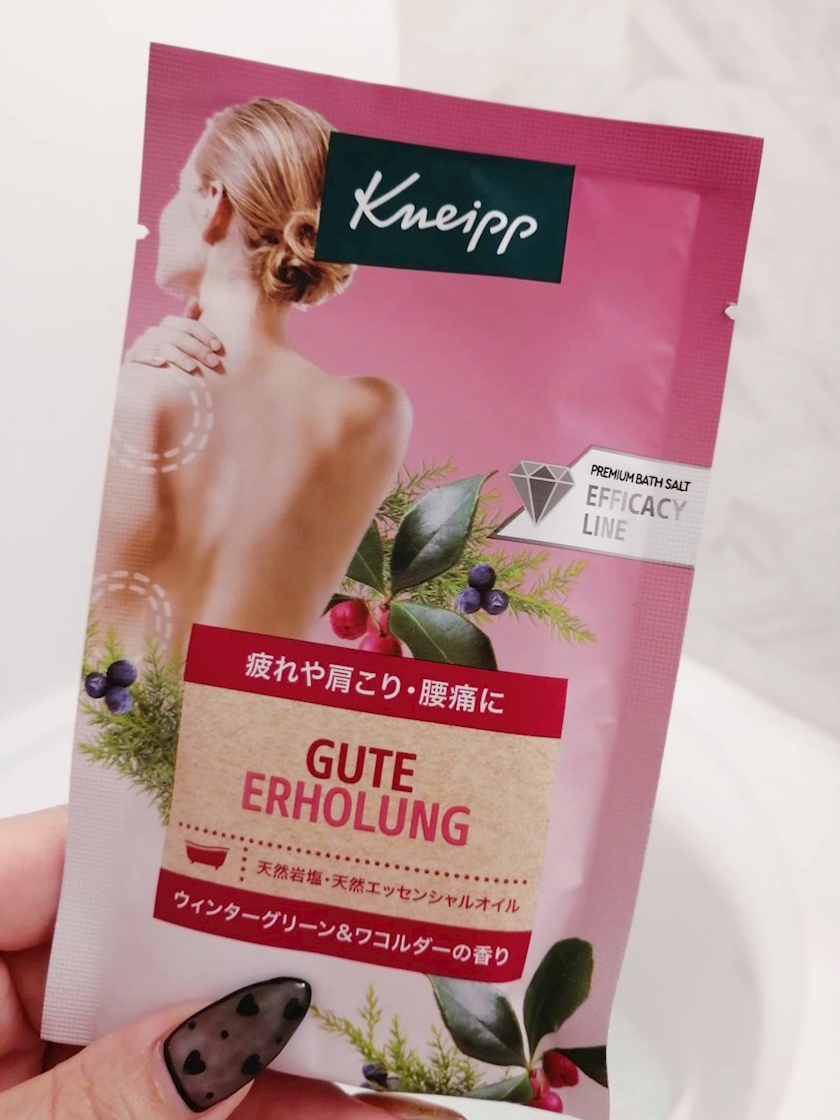 Kneipp
PREMIUM BATH SALT
EFFICACY
LINE
疲れや肩こり・腰痛に
GUTE
ERHOLUNG
天然岩塩・天然エッセンシャルオイル
ウィンターグリーン&ワコルダーの香り